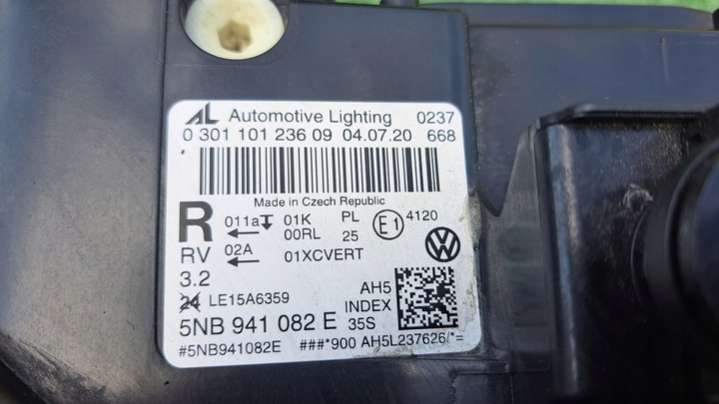 AL Automotive Lighting 0237
0 301 101 236 09 04.07.20 668
Made in Czech Republic
R 011a 01K PL E1 4120
← 00RL 25
RV 02A ← 01XCVERT
3.2
24 LE15A6359 AH5
INDEX
5NB 941 082 E 35S
#5NB941082E ###*900 AH5L237626/*=